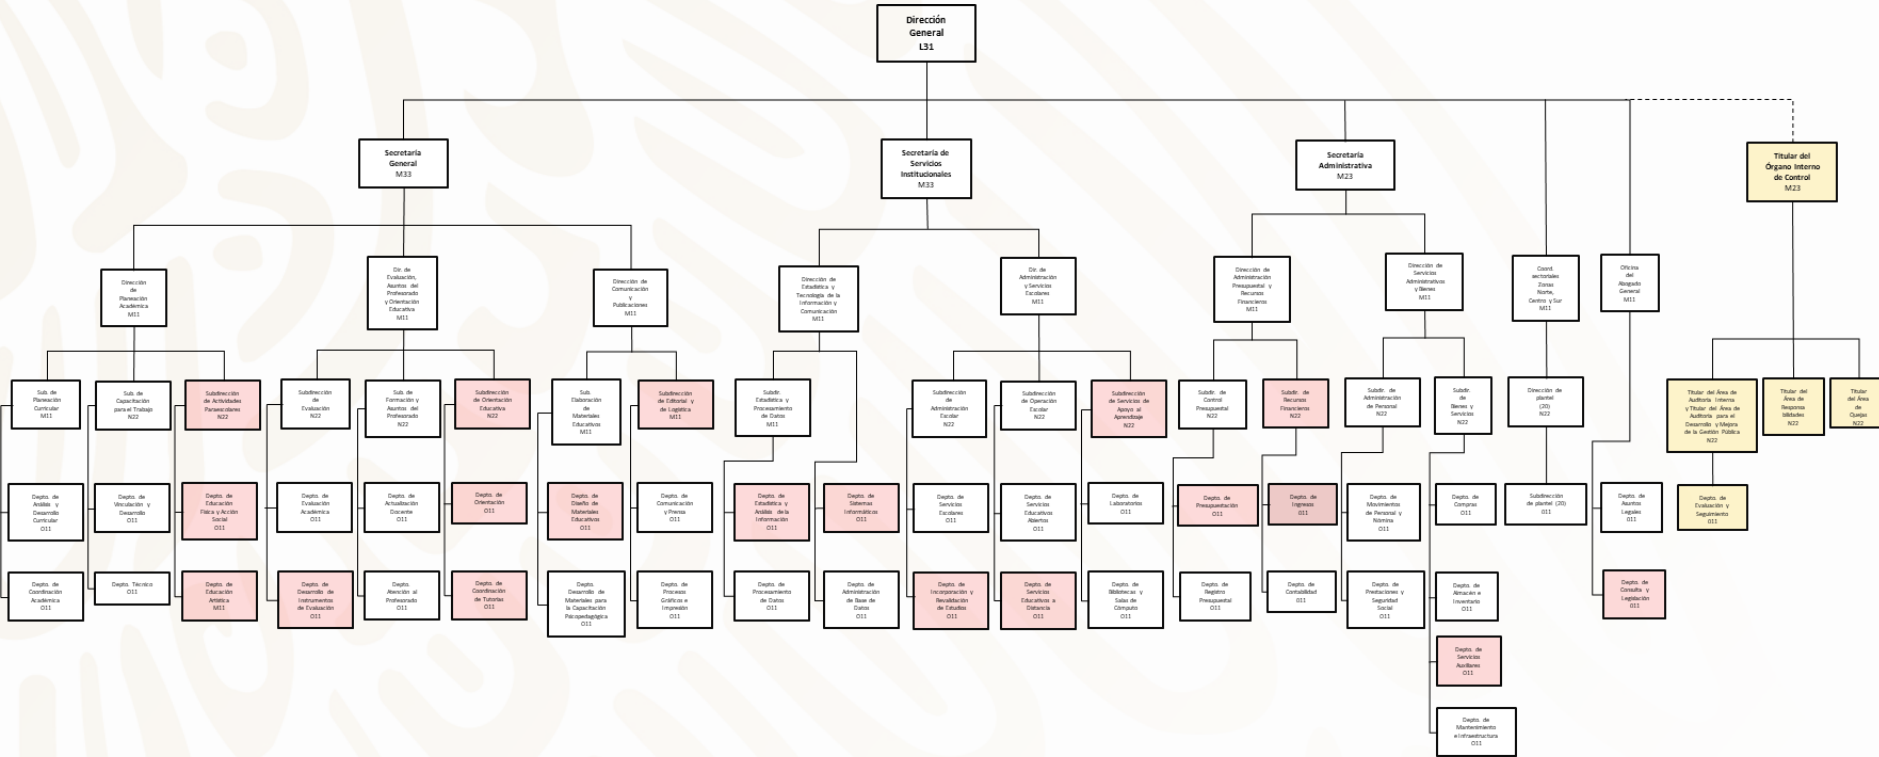 Dirección
General
L31
Secretaría
General
M33
Secretaría de
Servicios
Institucionales
M33
Secretaría
Administrativa
M23
Titular del
Órgano Interno
de Control
M23
Dirección
de
Planeación
Académica
M11
Dir. de
Evaluación,
Asuntos del
Profesorado
y Orientación
Educativa
M11
Dirección de
Comunicación
y
Publicaciones
M11
Dirección de
Estadística y
Tecnología de la
Información y
Comunicación
M11
Dir. de
Administración
y Servicios
Escolares
M11
Dirección de
Administración
Presupuestal y
Recursos
Financieros
M11
Dirección de
Servicios
Administrativos
y Bienes
M11
Coord.
sectoriales
Zonas
Norte,
Centro y Sur
M11
Oficina
del
Abogado
General
M11
Sub. de
Planeación
Curricular
M11
Sub. de
Capacitación
para el Trabajo
N22
Subdirección
de Actividades
Paraescolares
N22
Subdirección
de
Evaluación
N22
Sub. de
Formación y
Asuntos del
Profesorado
N22
Subdirección
de Orientación
Educativa
N22
Sub.
Elaboración
de
Materiales
Educativos
M11
Subdirección
de Editorial y
de Logística
M11
Subdir.
Estadística y
Procesamiento
de Datos
M11
Subdirección
de
Administración
Escolar
N22
Subdirección
de Operación
Escolar
N22
Subdirección
de Servicios de
Apoyo al
Aprendizaje
N22
Subdir. de
Control
Presupuestal
N22
Subdir. de
Recursos
Financieros
N22
Subdir. de
Administración
de Personal
N22
Subdir.
de
Bienes y
Servicios
N22
Dirección de
plantel
(20)
N22
Titular del Área de
Auditoría Interna
y Titular del Área de
Auditoría para el
Desarrollo y Mejora
de la Gestión Pública
N22
Titular del
Área de
Responsa
bilidades
N22
Titular
del Área
de
Quejas
N22
Depto. de
Análisis y
Desarrollo
Curricular
O11
Depto. de
Vinculación y
Desarrollo
O11
Depto. de
Educación
Física y Acción
Social
O11
Depto. de
Evaluación
Académica
O11
Depto. de
Actualización
Docente
O11
Depto. de
Orientación
O11
Depto. de
Diseño de
Materiales
Educativos
O11
Depto. de
Comunicación
y Prensa
O11
Depto. de
Estadística y
Análisis de la
Información
O11
Depto. de
Sistemas
Informáticos
O11
Depto. de
Servicios
Escolares
O11
Depto. de
Servicios
Educativos
Abiertos
O11
Depto. de
Laboratorios
O11
Depto. de
Presupuestación
O11
Depto. de
Ingresos
O11
Depto. de
Movimientos
de Personal y
Nómina
O11
Depto. de
Compras
O11
Subdirección
de plantel (20)
O11
Depto. de
Asuntos
Legales
O11
Depto. de
Evaluación y
Seguimiento
O11
Depto. de
Coordinación
Académica
O11
Depto. Técnico
O11
Depto. de
Educación
Artística
M11
Depto. de
Desarrollo de
Instrumentos
de Evaluación
O11
Depto.
Atención al
Profesorado
O11
Depto. de
Coordinación
de Tutorías
O11
Depto.
Desarrollo de
Materiales para
la Capacitación
Psicopedagógica
O11
Depto. de
Procesos
Gráficos e
Impresión
O11
Depto. de
Procesamiento
de Datos
O11
Depto. de
Administración
de Base de
Datos
O11
Depto. de
Incorporación y
Revalidación
de Estudios
O11
Depto. de
Servicios
Educativos a
Distancia
O11
Depto. de
Bibliotecas y
Salas de
Cómputo
O11
Depto. de
Registro
Presupuestal
O11
Depto. de
Contabilidad
O11
Depto. de
Prestaciones y
Seguridad
Social
O11
Depto. de
Almacén e
Inventario
O11
Depto. de
Consulta y
Legislación
O11
Depto. de
Servicios
Auxiliares
O11
Depto. de
Mantenimiento
e Infraestructura
O11